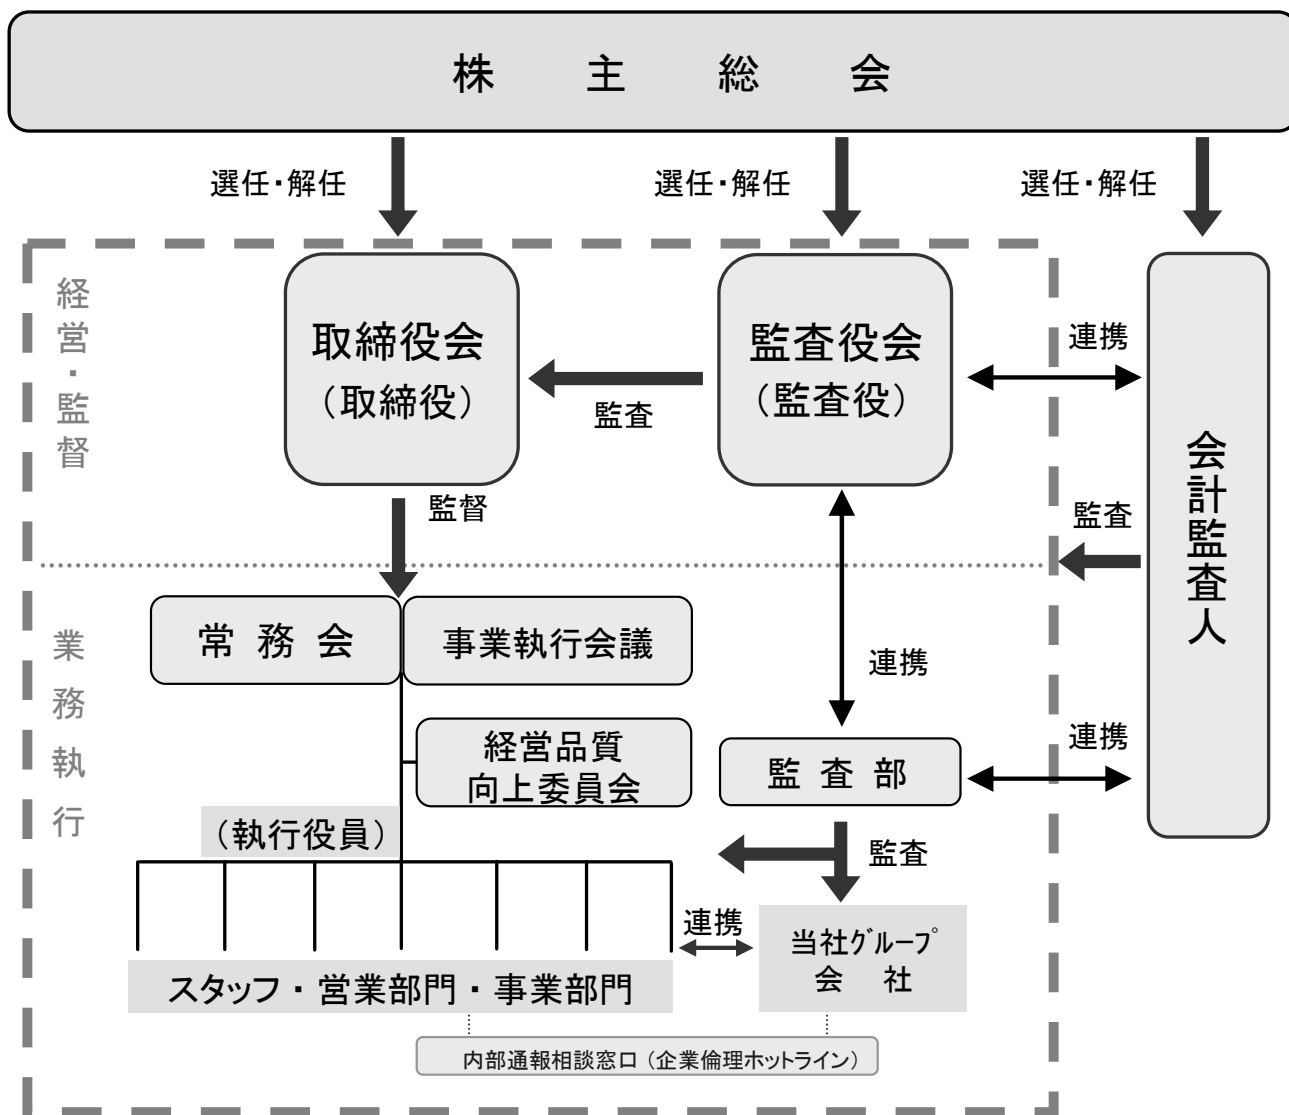 株主総会
選任・解任
選任・解任
選任・解任
経営・監督
取締役会
（取締役）
監査役会
（監査役）
連携
監査
会計監査人
監督
監査
常務会
事業執行会議
業務執行
連携
経営品質
向上委員会
監査部
連携
（執行役員）
監査
連携
当社グループ
会社
スタッフ・営業部門・事業部門
内部通報相談窓口（企業倫理ホットライン）